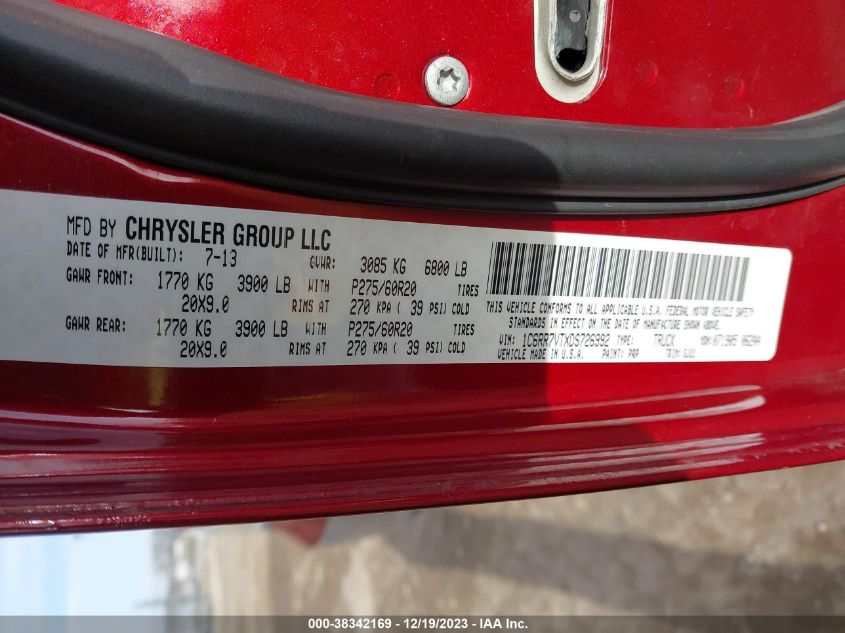 MFD BY CHRYSLER GROUP LLC
DATE OF MFR(BUILT): 7-13 GVWR: 3085 KG 6800 LB
GAWR FRONT: 1770 KG 3900 LB WITH P275/60R20 TIRES
20X9.0 RIMS AT 270 KPA ( 39 PSI) COLD
GAWR REAR: 1770 KG 3900 LB WITH P275/60R20 TIRES
20X9.0 RIMS AT 270 KPA ( 39 PSI) COLD
THIS VEHICLE CONFORMS TO ALL APPLICABLE U.S.A. FEDERAL MOTOR VEHICLE SAFETY
STANDARDS IN EFFECT ON THE DATE OF MANUFACTURE SHOWN ABOVE.
VIN: 1C6RR7VTXDS726392 TYPE: TRUCK MDH:
VEHICLE MADE IN U.S.A. PAINT: PRP TRIM:
000-38342169 - 12/19/2023 - IAA Inc.